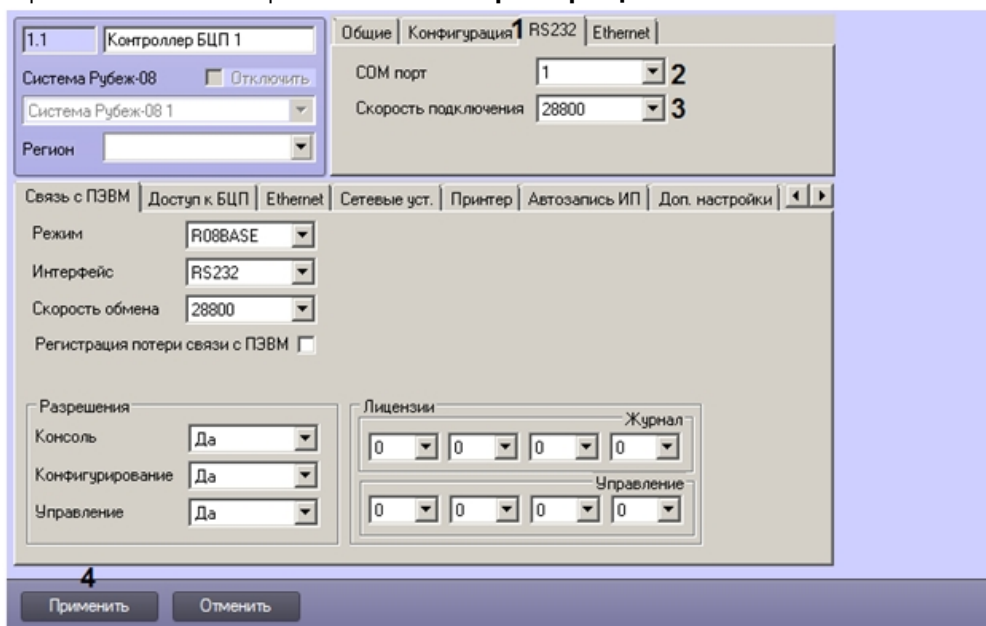 1.1 Контроллер БЦП 1
Система Рубеж-08 Отключить
Система Рубеж-08 1
Регион
Общие Конфигурация 1 RS232 Ethernet
COM порт 1 2
Скорость подключения 28800 3
Связь с ПЭВМ Доступ к БЦП Ethernet Сетевые уст. Принтер Автозапись ИП Доп. настройки
Режим R08BASE
Интерфейс RS232
Скорость обмена 28800
Регистрация потери связи с ПЭВМ
Разрешения
Консоль Да
Конфигурирование Да
Управление Да
Лицензии
Журнал
0 0 0 0
Управление
0 0 0 0
4
Применить Отменить